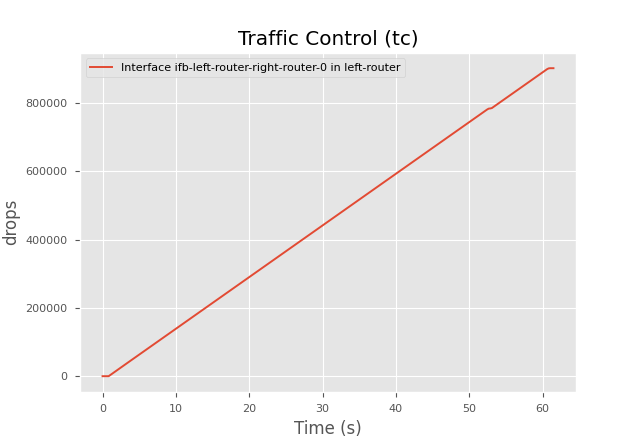 Traffic Control (tc)
Interface ifb-left-router-right-router-0 in left-router
800000
600000
400000
200000
0
drops
0 10 20 30 40 50 60
Time (s)